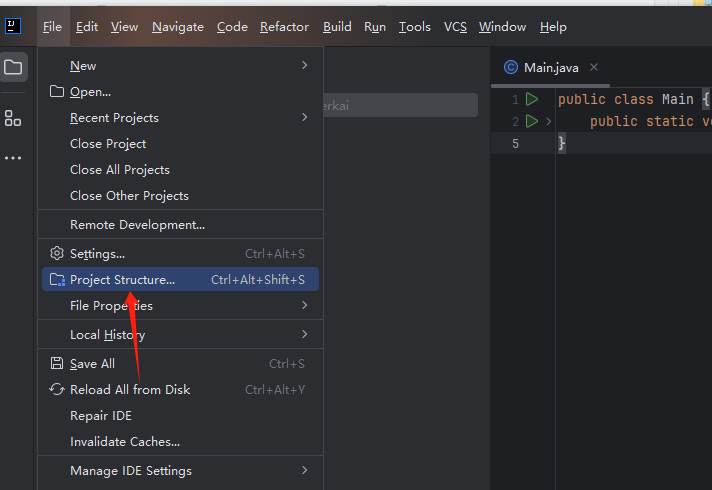 IJ
File Edit View Navigate Code Refactor Build Run Tools VCS Window Help
New
Open...
Recent Projects
Close Project
Close All Projects
Close Other Projects
Remote Development...
Settings... Ctrl+Alt+S
Project Structure... Ctrl+Alt+Shift+S
File Properties
Local History
Save All Ctrl+S
Reload All from Disk Ctrl+Alt+Y
Repair IDE
Invalidate Caches...
Manage IDE Settings
erkai
Main.java
1 public class Main {
2 public static
5 }